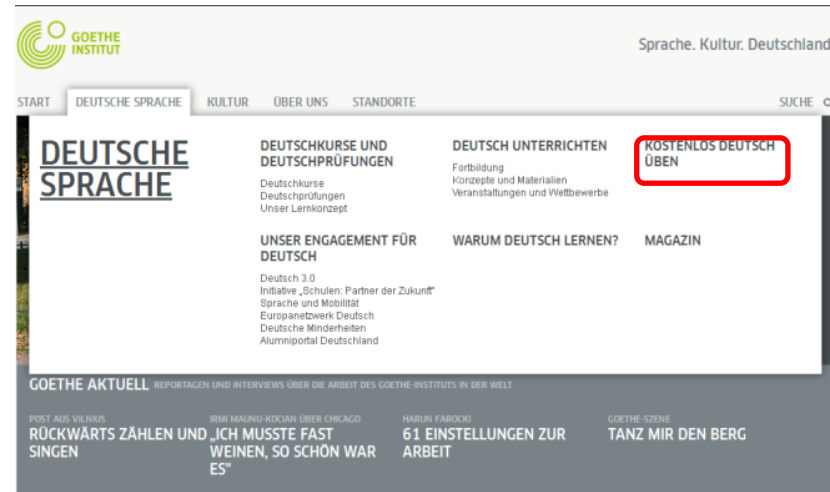 GOETHE
INSTITUT
Sprache. Kultur. Deutschland
START DEUTSCHE SPRACHE KULTUR ÜBER UNS STANDORTE SUCHE
DEUTSCHE
SPRACHE
DEUTSCHKURSE UND
DEUTSCHPRÜFUNGEN
Deutschkurse
Deutschprüfungen
Unser Lernkonzept
DEUTSCH UNTERRICHTEN
Fortbildung
Konzepte und Materialien
Veranstaltungen und Wettbewerbe
KOSTENLOS DEUTSCH
ÜBEN
UNSER ENGAGEMENT FÜR
DEUTSCH
Deutsch 3.0
Initiative „Schulen: Partner der Zukunft"
Sprache und Mobilität
Europanetzwerk Deutsch
Deutsche Minderheiten
Alumniportal Deutschland
WARUM DEUTSCH LERNEN?
MAGAZIN
GOETHE AKTUELL REPORTAGEN UND INTERVIEWS ÜBER DIE ARBEIT DES GOETHE-INSTITUTS IN DER WELT
POST AUS VILNIUS
RÜCKWÄRTS ZÄHLEN UND
SINGEN
IRMI MAUNU-KOCIAN ÜBER CHICAGO
„ICH MUSSTE FAST
WEINEN, SO SCHÖN WAR
ES"
HARUN FAROCKI
61 EINSTELLUNGEN ZUR
ARBEIT
GOETHE-SZENE
TANZ MIR DEN BERG